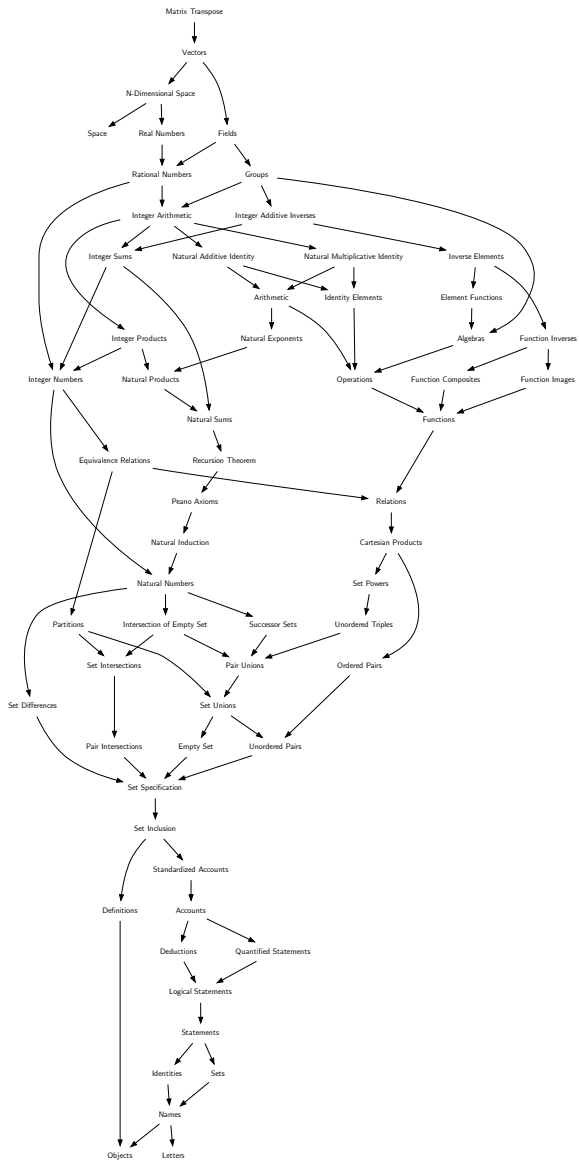 Matrix Transpose
Vectors
N-Dimensional Space
Space
Real Numbers
Fields
Rational Numbers
Groups
Integer Arithmetic
Integer Additive Inverses
Integer Sums
Natural Additive Identity
Natural Multiplicative Identity
Inverse Elements
Arithmetic
Identity Elements
Element Functions
Integer Products
Natural Exponents
Algebras
Function Inverses
Integer Numbers
Natural Products
Operations
Function Composites
Function Images
Natural Sums
Functions
Equivalence Relations
Recursion Theorem
Peano Axioms
Relations
Natural Induction
Cartesian Products
Natural Numbers
Set Powers
Partitions
Intersection of Empty Set
Successor Sets
Unordered Triples
Set Intersections
Pair Unions
Ordered Pairs
Set Differences
Set Unions
Pair Intersections
Empty Set
Unordered Pairs
Set Specification
Set Inclusion
Standardized Accounts
Definitions
Accounts
Deductions
Quantified Statements
Logical Statements
Statements
Identities
Sets
Names
Objects
Letters